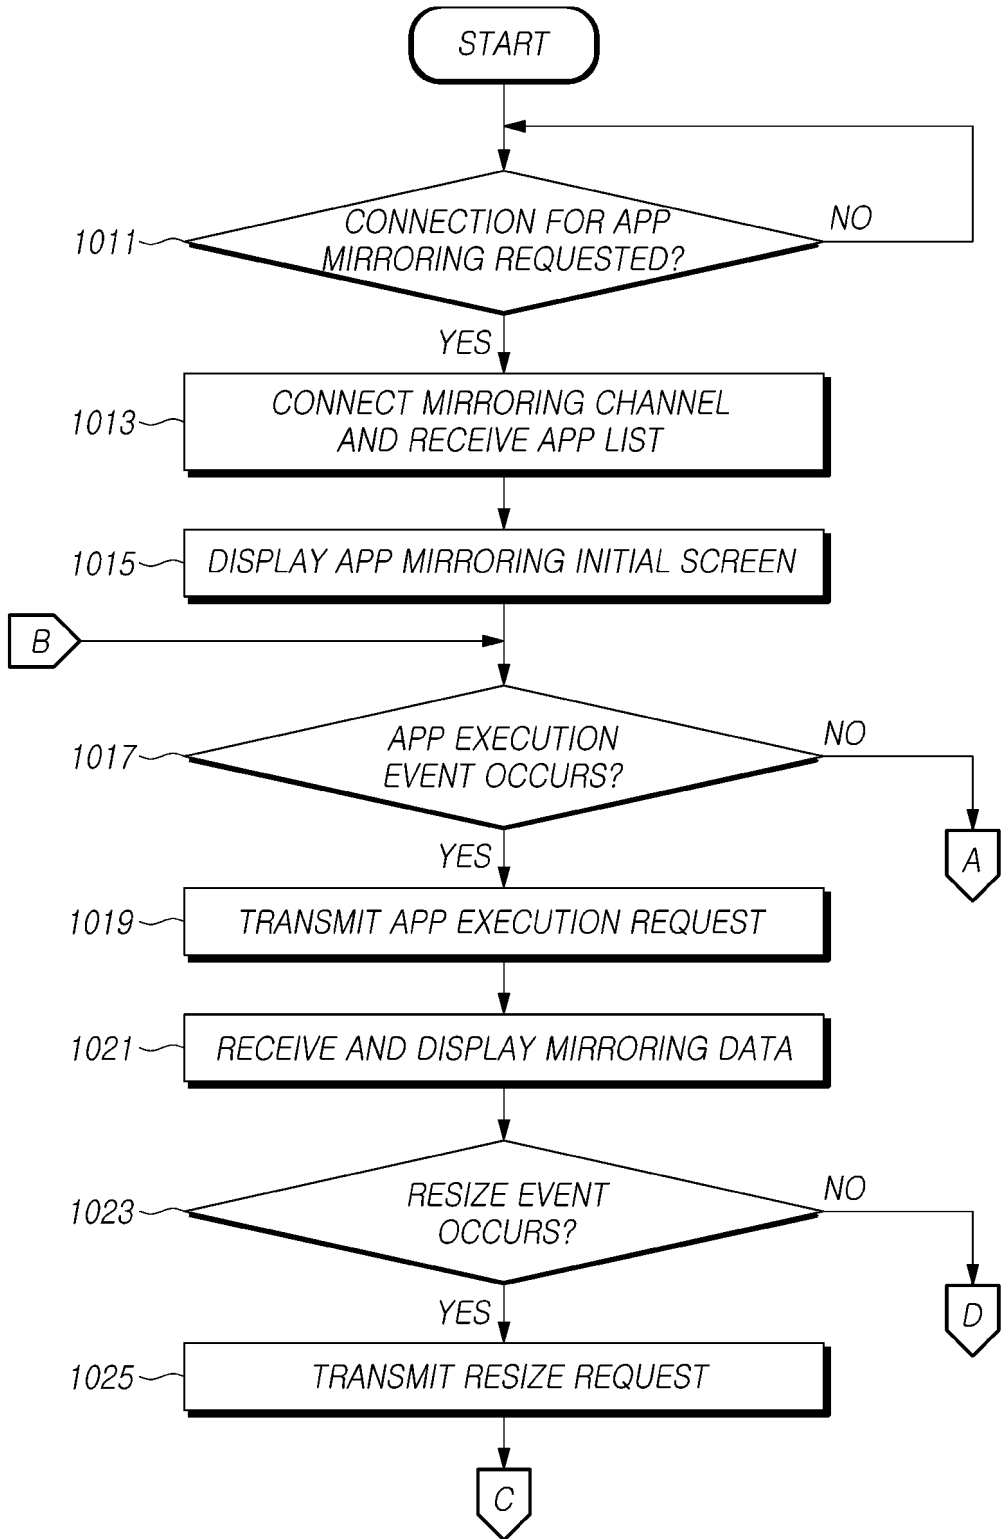 START
CONNECTION FOR APP
MIRRORING REQUESTED?
NO
1011
YES
CONNECT MIRRORING CHANNEL
AND RECEIVE APP LIST
1013
DISPLAY APP MIRRORING INITIAL SCREEN
1015
B
APP EXECUTION
EVENT OCCURS?
NO
1017
A
YES
TRANSMIT APP EXECUTION REQUEST
1019
RECEIVE AND DISPLAY MIRRORING DATA
1021
RESIZE EVENT
OCCURS?
NO
1023
D
YES
TRANSMIT RESIZE REQUEST
1025
C